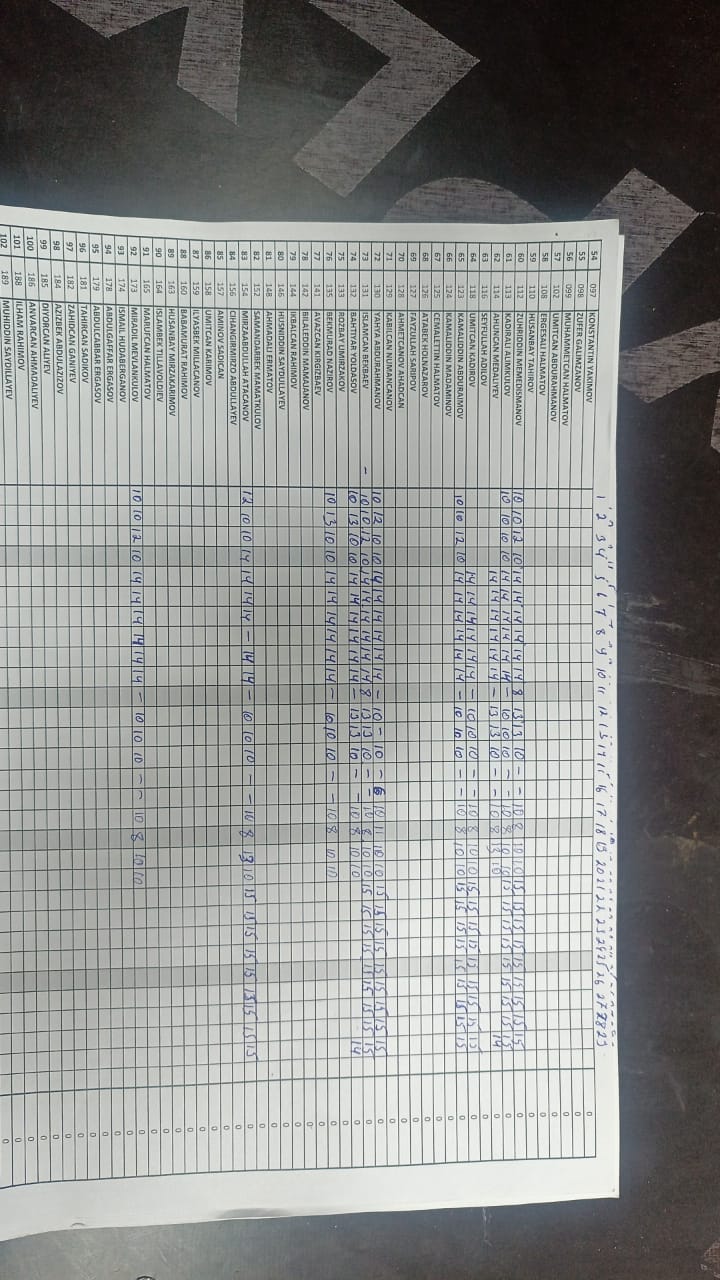 1 2 3 4 5 6 7 8 9 10 11 12 13 14 15 16 17 18 19 20 21 22 23 24 25 26 27 28 29
54 097 KONSTANTIN YAKIMOV 0
55 098 ZUFER GALIMZANOV 0
56 099 MUHAMMETCAN HALMATOV 0
57 102 UMITCAN ABDURAHMANOV 0
58 108 ERGESALI HALMATOV 0
59 110 HUSANBAY TAHIROV 0
60 112 ZUHRIDDIN MEMEDISMANOV 10 10 12 10 14 14 14 14 14 14 8 13 13 10 - - 10 8 10 10 15 15 15 15 15 15 15 15 15 0
61 113 KADIRALI ALIMKULOV 10 10 10 10 14 14 14 14 14 14 - 10 10 10 - - 10 8 10 10 15 15 15 15 15 15 15 15 15 0
62 114 AHUNCAN MEDALIYEV 14 14 14 14 14 14 - 13 13 10 - - 10 8 13 10 14 0
63 116 SEYFULLAH ADILOV 0
64 118 UMITCAN KADIROV 14 14 14 14 14 14 - 10 10 10 - - 10 8 10 10 15 15 15 15 15 15 15 15 15 0
65 123 KAMALIDDIN ABDURAIMOV 10 10 12 10 14 14 14 14 14 14 - 10 10 10 - - 10 8 10 10 15 15 15 15 15 15 15 15 15 0
66 124 KAMALIDDIN MADAMINOV 0
67 125 CEMALETTIN HALMATOV 0
68 126 ATABEK HOLNAZAROV 0
69 127 FAYZULLAH SARIPOV 0
70 128 AHMETCANOV AHADCAN 0
71 129 KABILCAN NUMANCANOV 0
72 130 YAHYA ABDURAHMANOV 10 12 10 10 14 14 14 14 14 14 - 10 - 10 - 6 10 11 10 10 15 15 15 15 15 15 15 15 15 0
73 131 ISLAMCAN BEKBAEV - 10 10 12 10 14 14 14 14 14 14 8 13 13 10 - - 10 8 10 10 15 15 15 15 15 15 15 15 15 0
74 132 BAHTIYAR YOLDASOV 10 13 10 10 14 14 14 14 14 14 - 13 13 10 - - 10 8 10 10 14 0
75 133 ROZBAY UMIRZAKOV 0
76 135 BEKMURAD NAZIROV 10 13 10 10 14 14 14 14 14 14 - 10 10 10 - - 10 8 10 10 0
77 141 AVAZCAN KIRGIZBAEV 0
78 142 BILALEDDIN MAMAJANOV 0
79 144 IKBALCAN RAHIMOV 0
80 146 HUSNIDDIN SAYDULLAYEV 0
81 148 AHMADALI ERMATOV 0
82 152 SAMANDARBEK MAMATKULOV 0
83 154 MIRZAABDULLAH ATACANOV 12 10 10 14 14 14 14 - 14 14 - 10 10 10 - - 10 8 13 10 15 15 15 15 15 13 15 15 15 0
84 156 CIHANGIRMIRZO ABDULLAYEV 0
85 157 AMINOV SADICAN 0
86 158 UMITCAN KARIMOV 0
87 159 ILYASBEK MILLACANOV 0
88 160 BABAMURAT RAHIMOV 0
89 163 HUSANBAY MIRZAKARIMOV 0
90 164 ISLAMBEK TILLAVOLDIEV 0
91 165 MARUFCAN HALMATOV 0
92 173 MIRADIL MEVLANKULOV 10 10 12 10 14 14 14 14 14 14 - 10 10 10 - - 10 8 10 10 0
93 174 ISMAIL HUDABERGANOV 0
94 178 ABDULGAFFAR ERGASOV 0
95 179 ABDULCABBAR ERGASOV 0
96 181 TAHIRCAN SADIKOV 0
97 182 ZAHIDCAN GANIYEV 0
98 184 AZIZBEK ABDULAZIZOV 0
99 185 DIYORCAN ALIYEV 0
100 186 ANVARCAN AHMADALIYEV 0
101 188 ILHAM RAHIMOV 0
102 189 MUHIDDIN SAYDILLAYEV 0